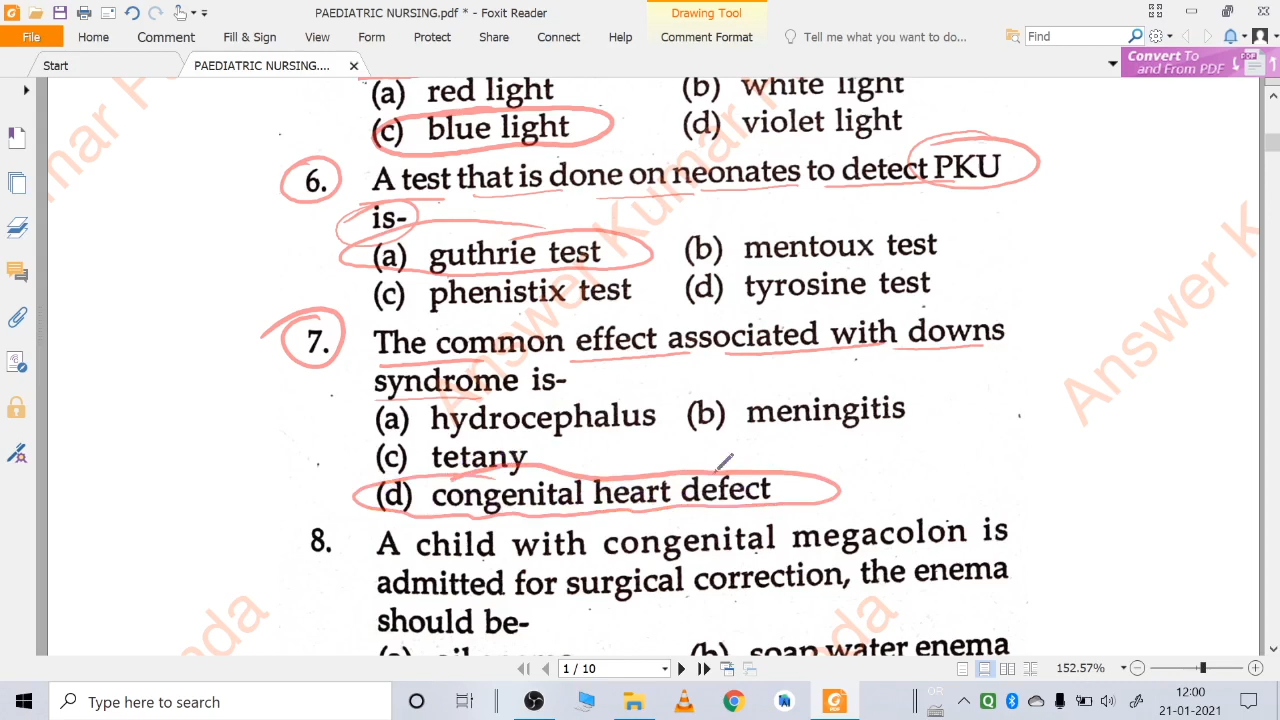 PAEDIATRIC NURSING.pdf * - Foxit Reader
Drawing Tool
File Home Comment View Form Protect Share Connect Help Fill & Sign Comment Format Tell me what you want to do... Find
Start PAEDIATRIC NURSING.... Convert To
and From PDF
(a) red light (b) white light
(c) blue light (d) violet light
6. A test that is done on neonates to detect PKU
is-
(a) guthrie test (b) mentoux test
(c) phenistix test (d) tyrosine test
7. The common effect associated with downs
syndrome is-
(a) hydrocephalus (b) meningitis
(c) tetany
(d) congenital heart defect
8. A child with congenital megacolon is
admitted for surgical correction, the enema
should be-
(b) soap water enema
Answer Kumar
Answer K
1 / 10 152.57%
Type here to search 12:00
21-01-2021